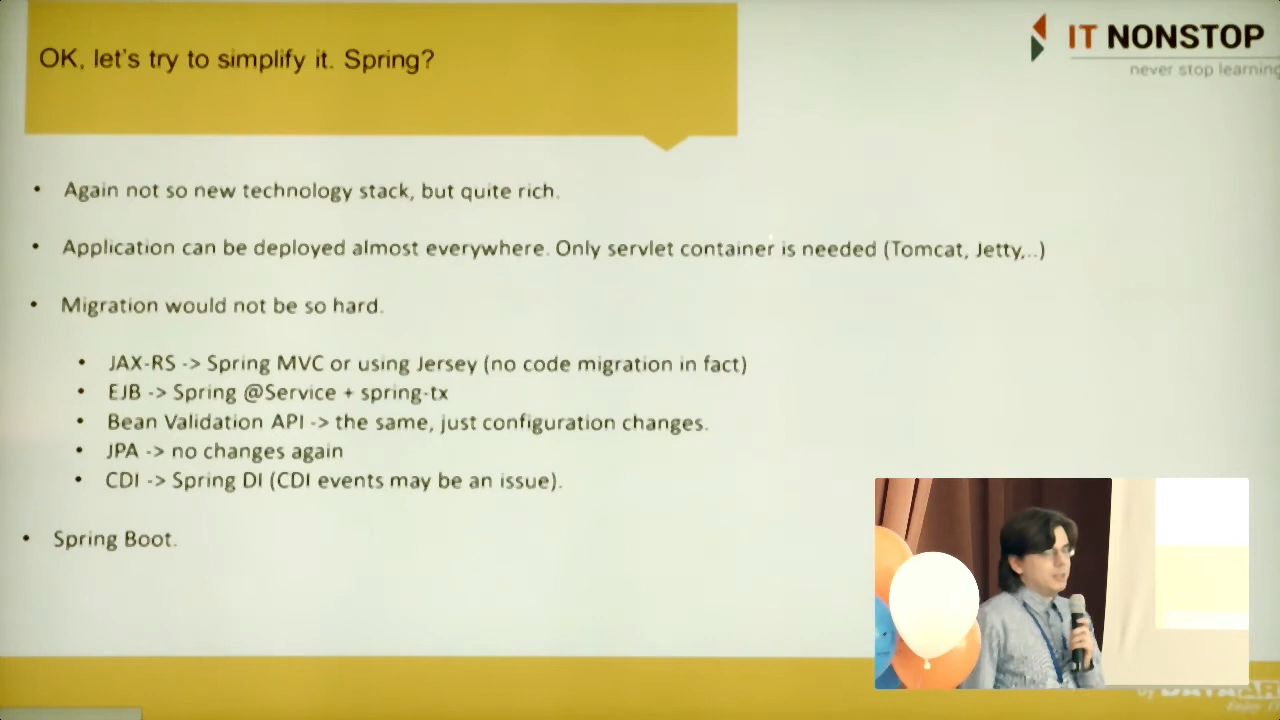 OK, let's try to simplify it. Spring?
IT NONSTOP
never stop learning
• Again not so new technology stack, but quite rich.
• Application can be deployed almost everywhere. Only servlet container is needed (Tomcat, Jetty,..)
• Migration would not be so hard.
• JAX-RS -> Spring MVC or using Jersey (no code migration in fact)
• EJB -> Spring @Service + spring-tx
• Bean Validation API -> the same, just configuration changes.
• JPA -> no changes again
• CDI -> Spring DI (CDI events may be an issue).
• Spring Boot.
by DATAAR